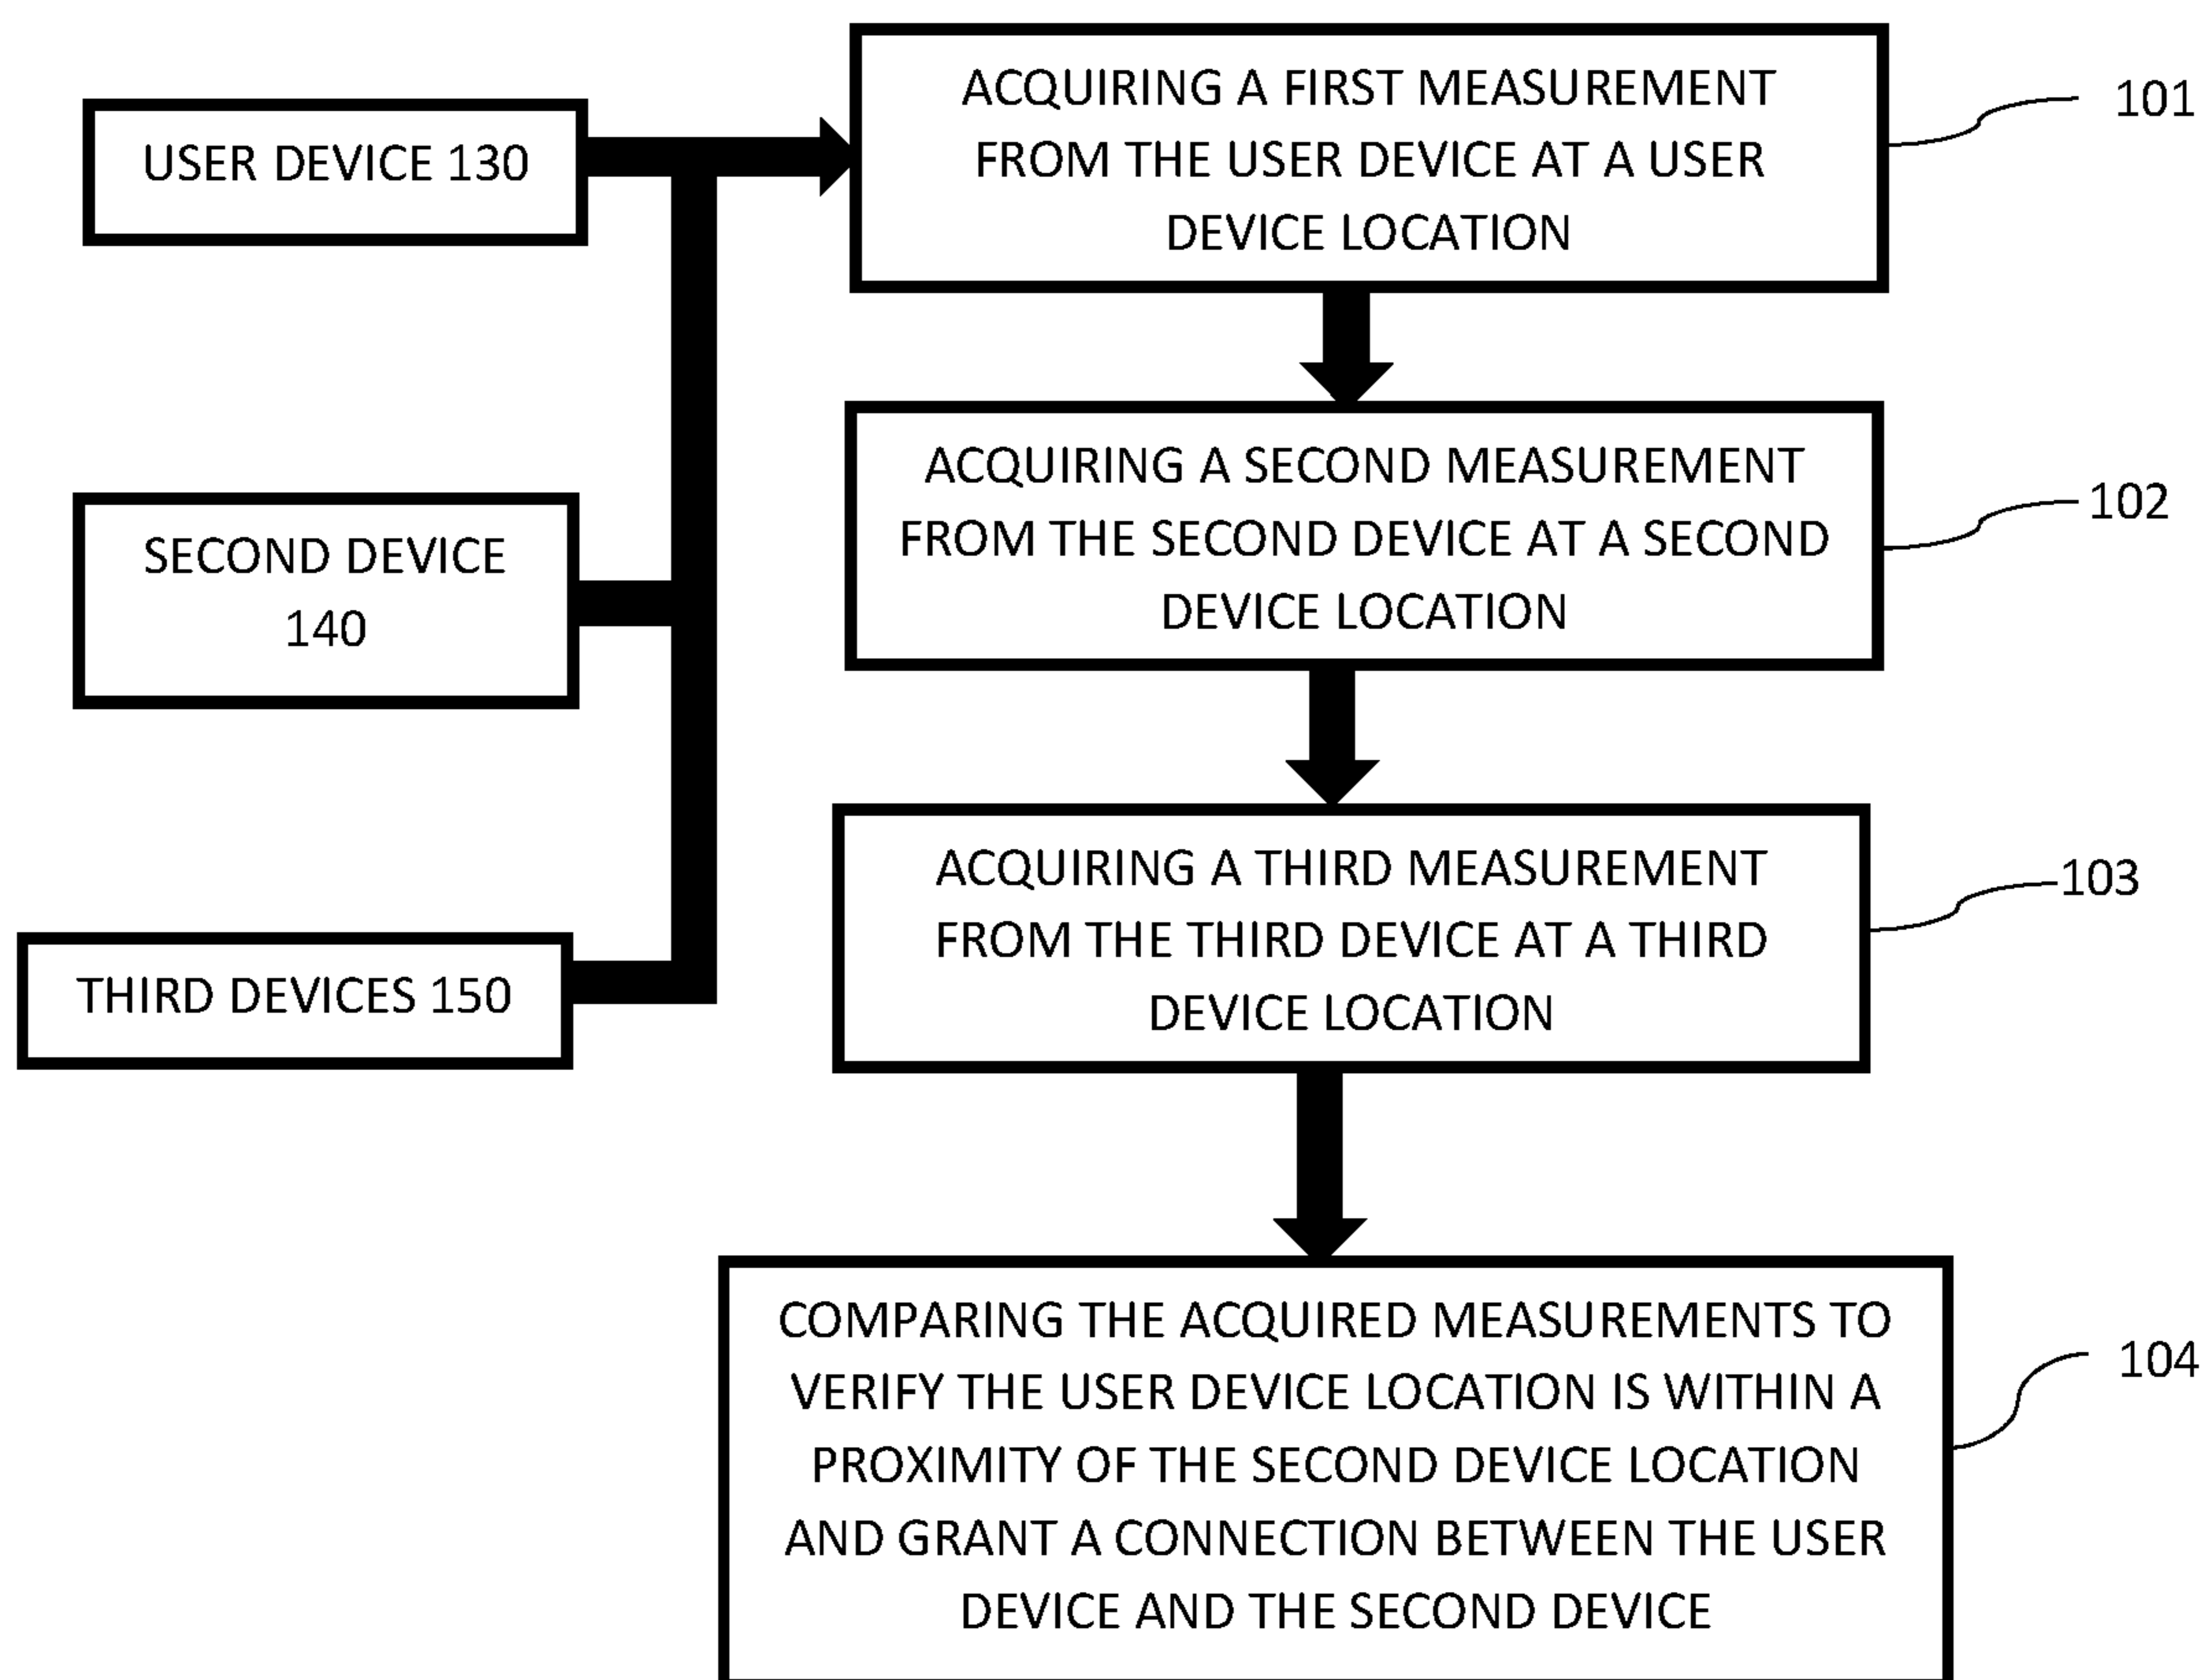 USER DEVICE 130
SECOND DEVICE
140
THIRD DEVICES 150
ACQUIRING A FIRST MEASUREMENT
FROM THE USER DEVICE AT A USER
DEVICE LOCATION
101
ACQUIRING A SECOND MEASUREMENT
FROM THE SECOND DEVICE AT A SECOND
DEVICE LOCATION
102
ACQUIRING A THIRD MEASUREMENT
FROM THE THIRD DEVICE AT A THIRD
DEVICE LOCATION
103
COMPARING THE ACQUIRED MEASUREMENTS TO
VERIFY THE USER DEVICE LOCATION IS WITHIN A
PROXIMITY OF THE SECOND DEVICE LOCATION
AND GRANT A CONNECTION BETWEEN THE USER
DEVICE AND THE SECOND DEVICE
104